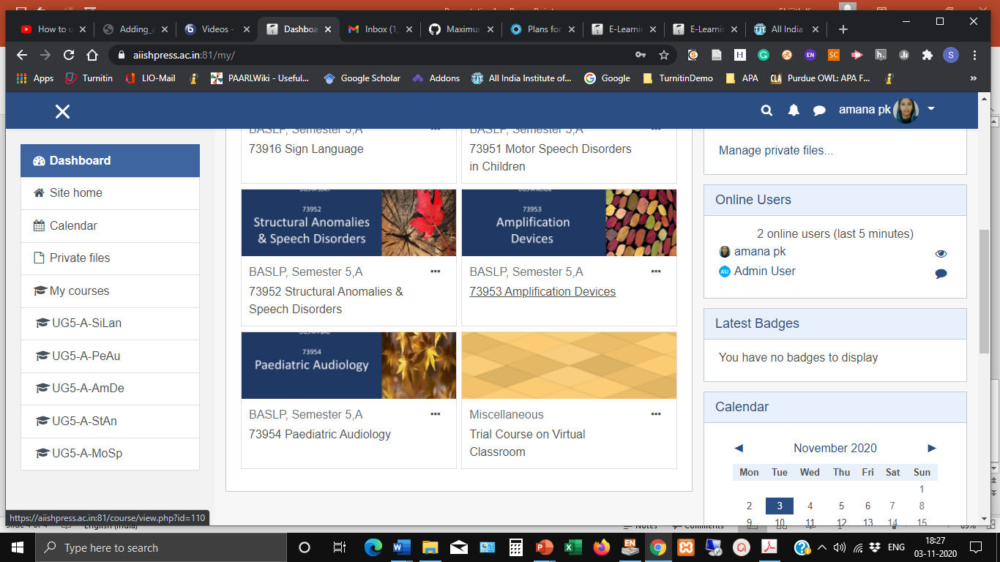 How to u
Adding_a
Videos -
Dashboa
Inbox (1,
Maximur
Plans for
E-Learnin
E-Learnin
All India
aiishpress.ac.in:81/my/
Apps
Turnitin
LIO-Mail
PAARLWiki - Useful...
Google Scholar
Addons
All India Institute of...
Google
TurnitinDemo
APA
Purdue OWL: APA F...
amana pk
Dashboard
Site home
Calendar
Private files
My courses
UG5-A-SiLan
UG5-A-PeAu
UG5-A-AmDe
UG5-A-StAn
UG5-A-MoSp
BASLP, Semester 5,A
73916 Sign Language
BASLP, Semester 5,A
73951 Motor Speech Disorders
in Children
73952
Structural Anomalies
& Speech Disorders
BASLP, Semester 5,A
73952 Structural Anomalies &
Speech Disorders
73953
Amplification
Devices
BASLP, Semester 5,A
73953 Amplification Devices
73954
Paediatric Audiology
BASLP, Semester 5,A
73954 Paediatric Audiology
Miscellaneous
Trial Course on Virtual
Classroom
Manage private files...
Online Users
2 online users (last 5 minutes)
amana pk
AU Admin User
Latest Badges
You have no badges to display
Calendar
November 2020
Mon Tue Wed Thu Fri Sat Sun
1
2 3 4 5 6 7 8
9 10 11 12 13 14 15
https://aiishpress.ac.in:81/course/view.php?id=110
English (India)
Notes
Comments
69%
Type here to search
ENG
18:27
03-11-2020